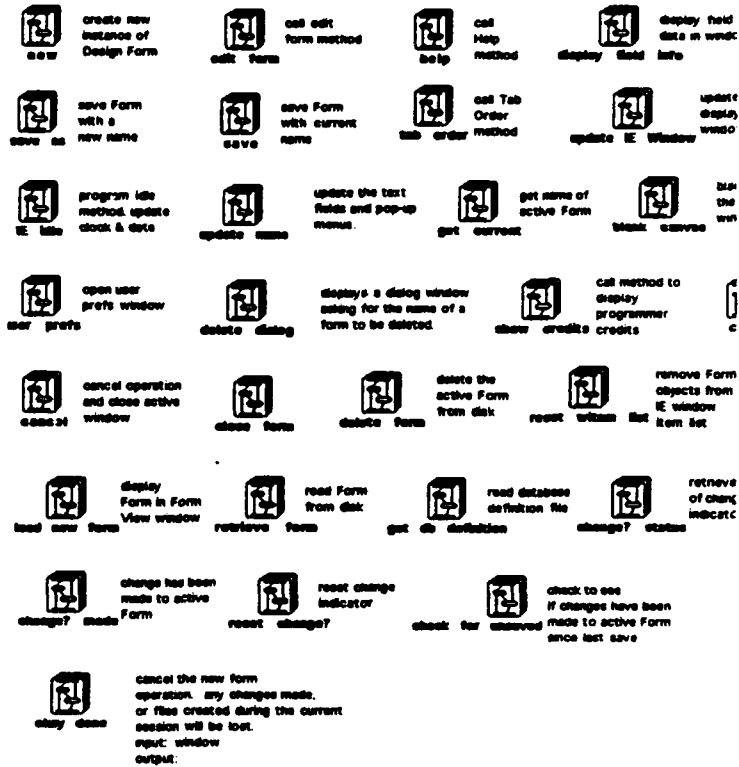 create new
instance of
Design Form
new
call edit
form method
edit form
call
Help
method
help
display field
data in
display field info
save Form
with a
new name
save as
save Form
with current
name
save
call Tab
Order
method
tab order
update
display
update IE Window
program idle
method. update
clock & date
IE idle
update the text
fields and pop-up
menus.
update name
get name of
active Form
get current
the
blank canvas
open user
prefs window
user prefs
displays a dialog window
asking for the name of a
form to be deleted.
delete dialog
call method to
display
programmer
credits
show credits
c
cancel operation
and close active
window
cancel
close form
delete the
active Form
from disk
delete form
remove Form
objects from
IE window
item list
reset list
display
Form in Form
View window
load new form
read Form
from disk
retrieve form
read database
definition file
get db definition
retrieve
of
change? status
change has been
made to active
Form
change? made
reset change
indicator
reset change?
check to see
if changes have been
made to active Form
since last save
check for unsaved
cancel the new form
operation. any changes made,
or files created during the current
session will be lost.
input: window
output:
okay done